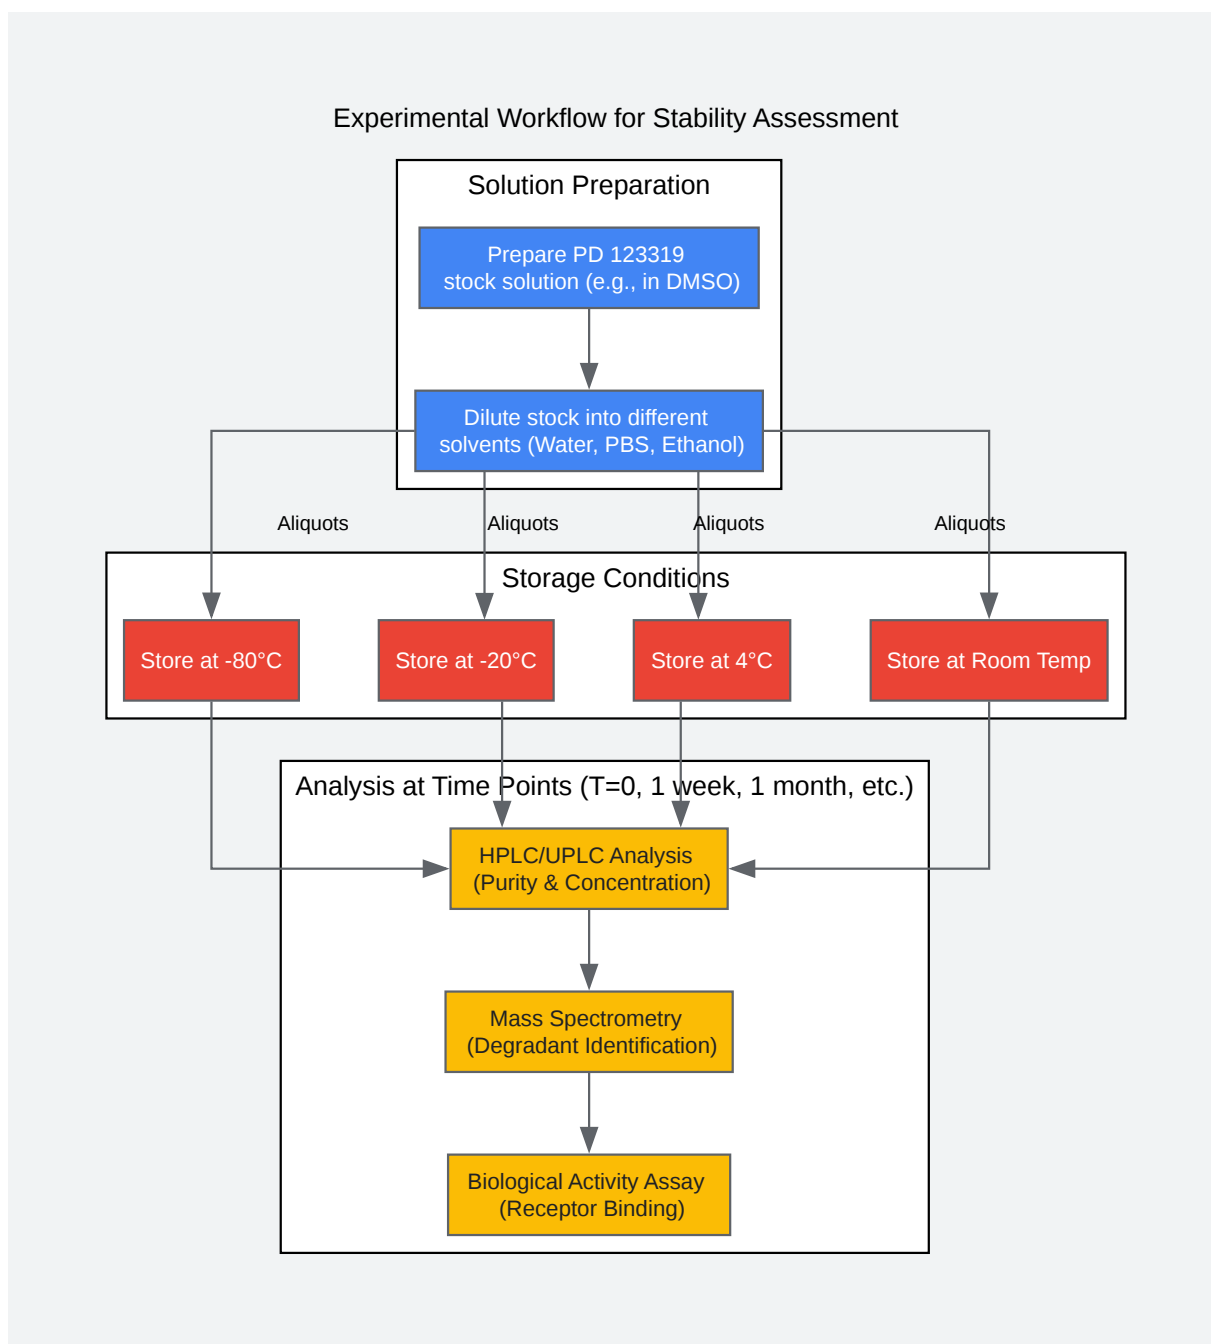 Experimental Workflow for Stability Assessment
Solution Preparation
Prepare PD 123319
stock solution (e.g., in DMSO)
Dilute stock into different
solvents (Water, PBS, Ethanol)
Aliquots
Aliquots
Aliquots
Aliquots
Storage Conditions
Store at -80°C
Store at -20°C
Store at 4°C
Store at Room Temp
Analysis at Time Points (T=0, 1 week, 1 month, etc.)
HPLC/UPLC Analysis
(Purity & Concentration)
Mass Spectrometry
(Degradant Identification)
Biological Activity Assay
(Receptor Binding)